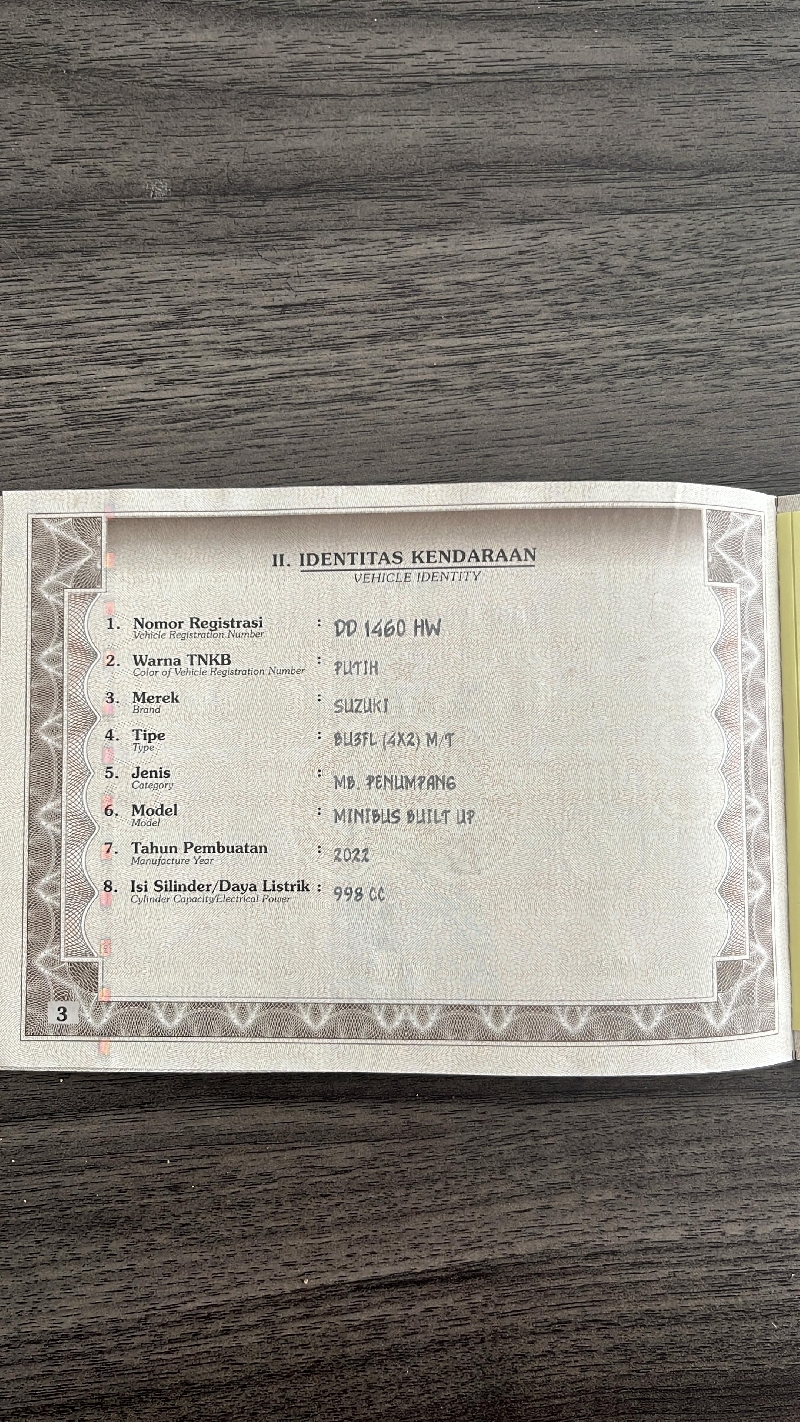 II. IDENTITAS KENDARAAN
VEHICLE IDENTITY
1. Nomor Registrasi : DD 1460 HW
Vehicle Registration Number
2. Warna TNKB : PUTIH
Color of Vehicle Registration Number
3. Merek : SUZUKI
Brand
4. Tipe : BU3FL (4X2) M/T
Type
5. Jenis : MB. PENUMPANG
Category
6. Model : MINIBUS BUILT UP
Model
7. Tahun Pembuatan : 2022
Manufacture Year
8. Isi Silinder/Daya Listrik : 998 CC
Cylinder Capacity/Electrical Power
3